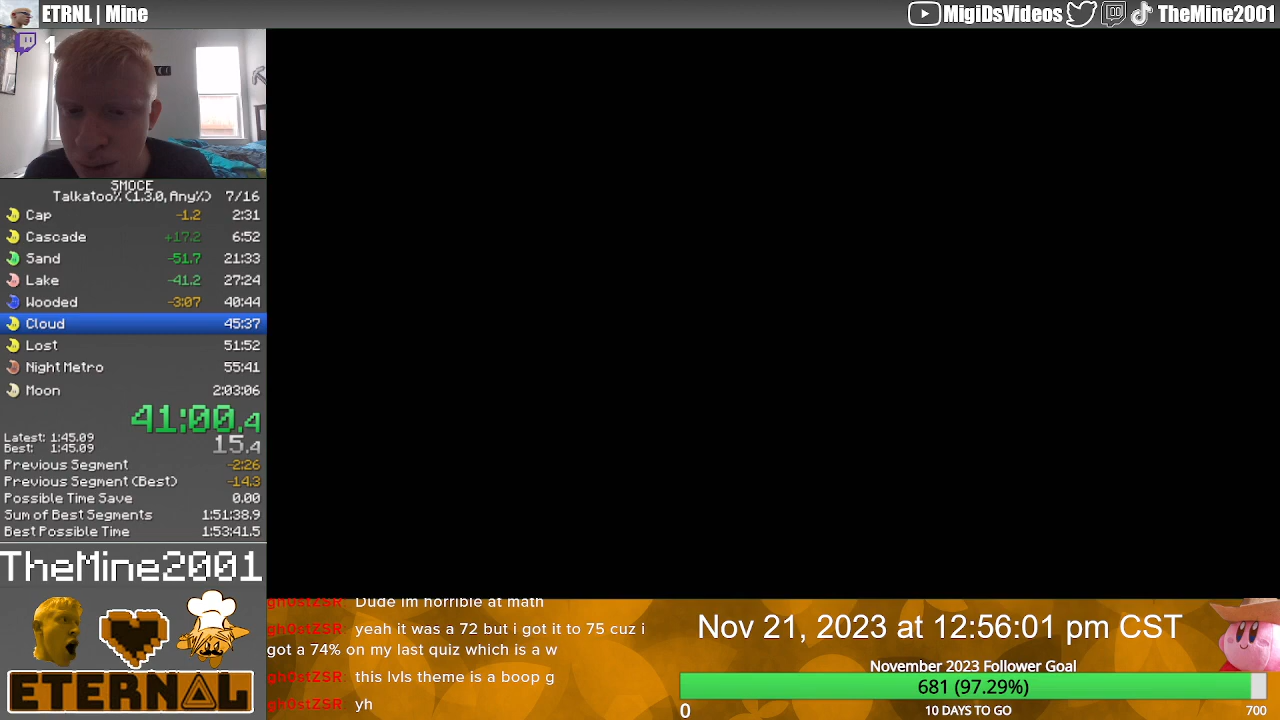 ETRNL | Mine
MigiDsVideos
TheMine2001
1
SMOCE
Talkatoo% (1.3.0, Any%) 7/16
Cap -1.2 2:31
Cascade +17.2 6:52
Sand -51.7 21:33
Lake -41.2 27:24
Wooded -3:07 40:44
Cloud 45:37
Lost 51:52
Night Metro 55:41
Moon 2:03:06
41:00.4
Latest: 1:45.09
Best: 1:45.09
15.4
Previous Segment -2:26
Previous Segment (Best) -14.3
Possible Time Save 0.00
Sum of Best Segments 1:51:38.9
Best Possible Time 1:53:41.5
TheMine2001
ETERNAL
gh0stZSR: Dude im horrible at math
gh0stZSR: yeah it was a 72 but i got it to 75 cuz i
got a 74% on my last quiz which is a w
gh0stZSR: this lvls theme is a boop g
gh0stZSR: yh
Nov 21, 2023 at 12:56:01 pm CST
November 2023 Follower Goal
681 (97.29%)
0 10 DAYS TO GO 700